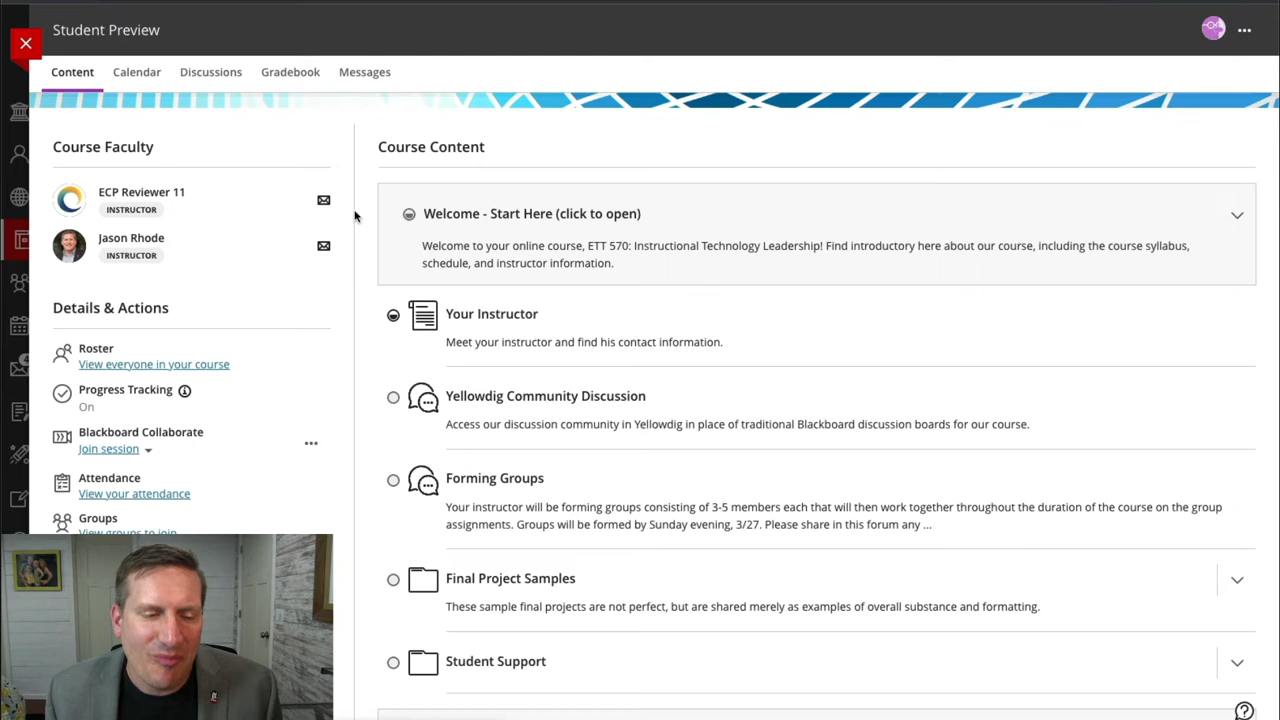 Student Preview
Content
Calendar
Discussions
Gradebook
Messages
Course Faculty
ECP Reviewer 11
INSTRUCTOR
Jason Rhode
INSTRUCTOR
Details & Actions
Roster
View everyone in your course
Progress Tracking
On
Blackboard Collaborate
Join session
Attendance
View your attendance
Groups
View groups to join
Course Content
Welcome - Start Here (click to open)
Welcome to your online course, ETT 570: Instructional Technology Leadership! Find introductory here about our course, including the course syllabus,
schedule, and instructor information.
Your Instructor
Meet your instructor and find his contact information.
Yellowdig Community Discussion
Access our discussion community in Yellowdig in place of traditional Blackboard discussion boards for our course.
Forming Groups
Your instructor will be forming groups consisting of 3-5 members each that will then work together throughout the duration of the course on the group
assignments. Groups will be formed by Sunday evening, 3/27. Please share in this forum any ...
Final Project Samples
These sample final projects are not perfect, but are shared merely as examples of overall substance and formatting.
Student Support